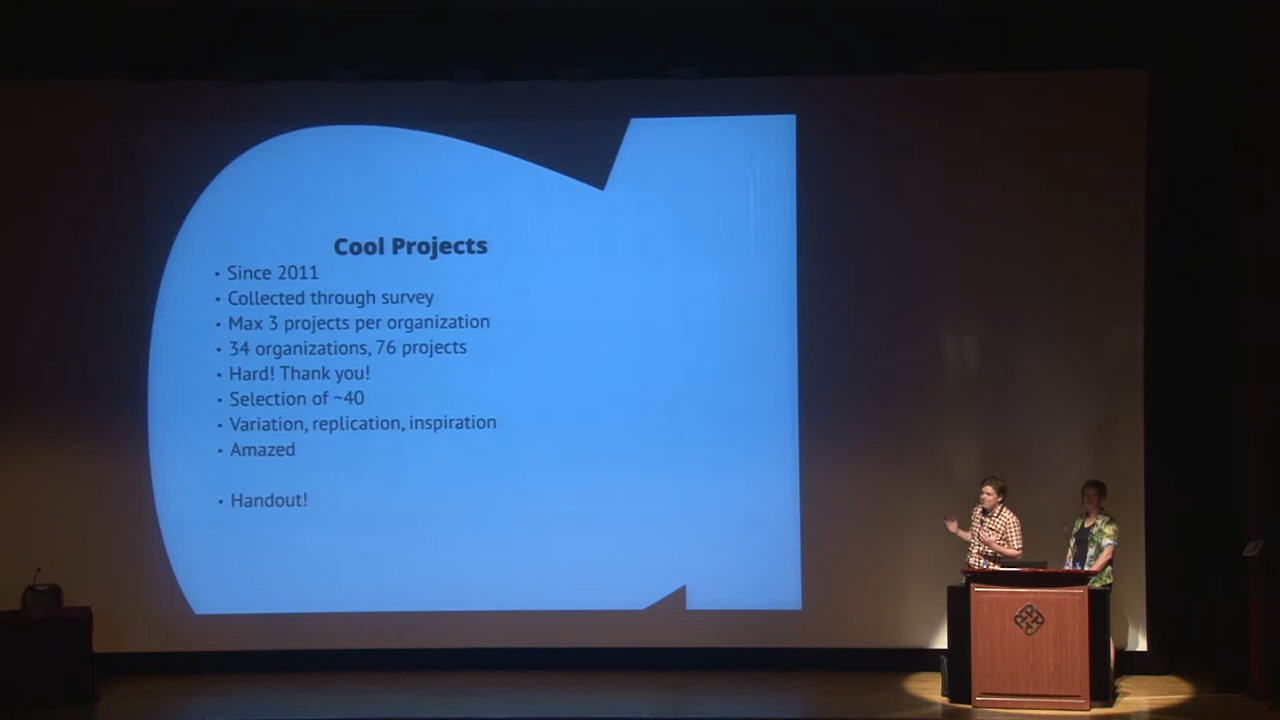 Cool Projects
• Since 2011
• Collected through survey
• Max 3 projects per organization
• 34 organizations, 76 projects
• Hard! Thank you!
• Selection of ~40
• Variation, replication, inspiration
• Amazed
• Handout!